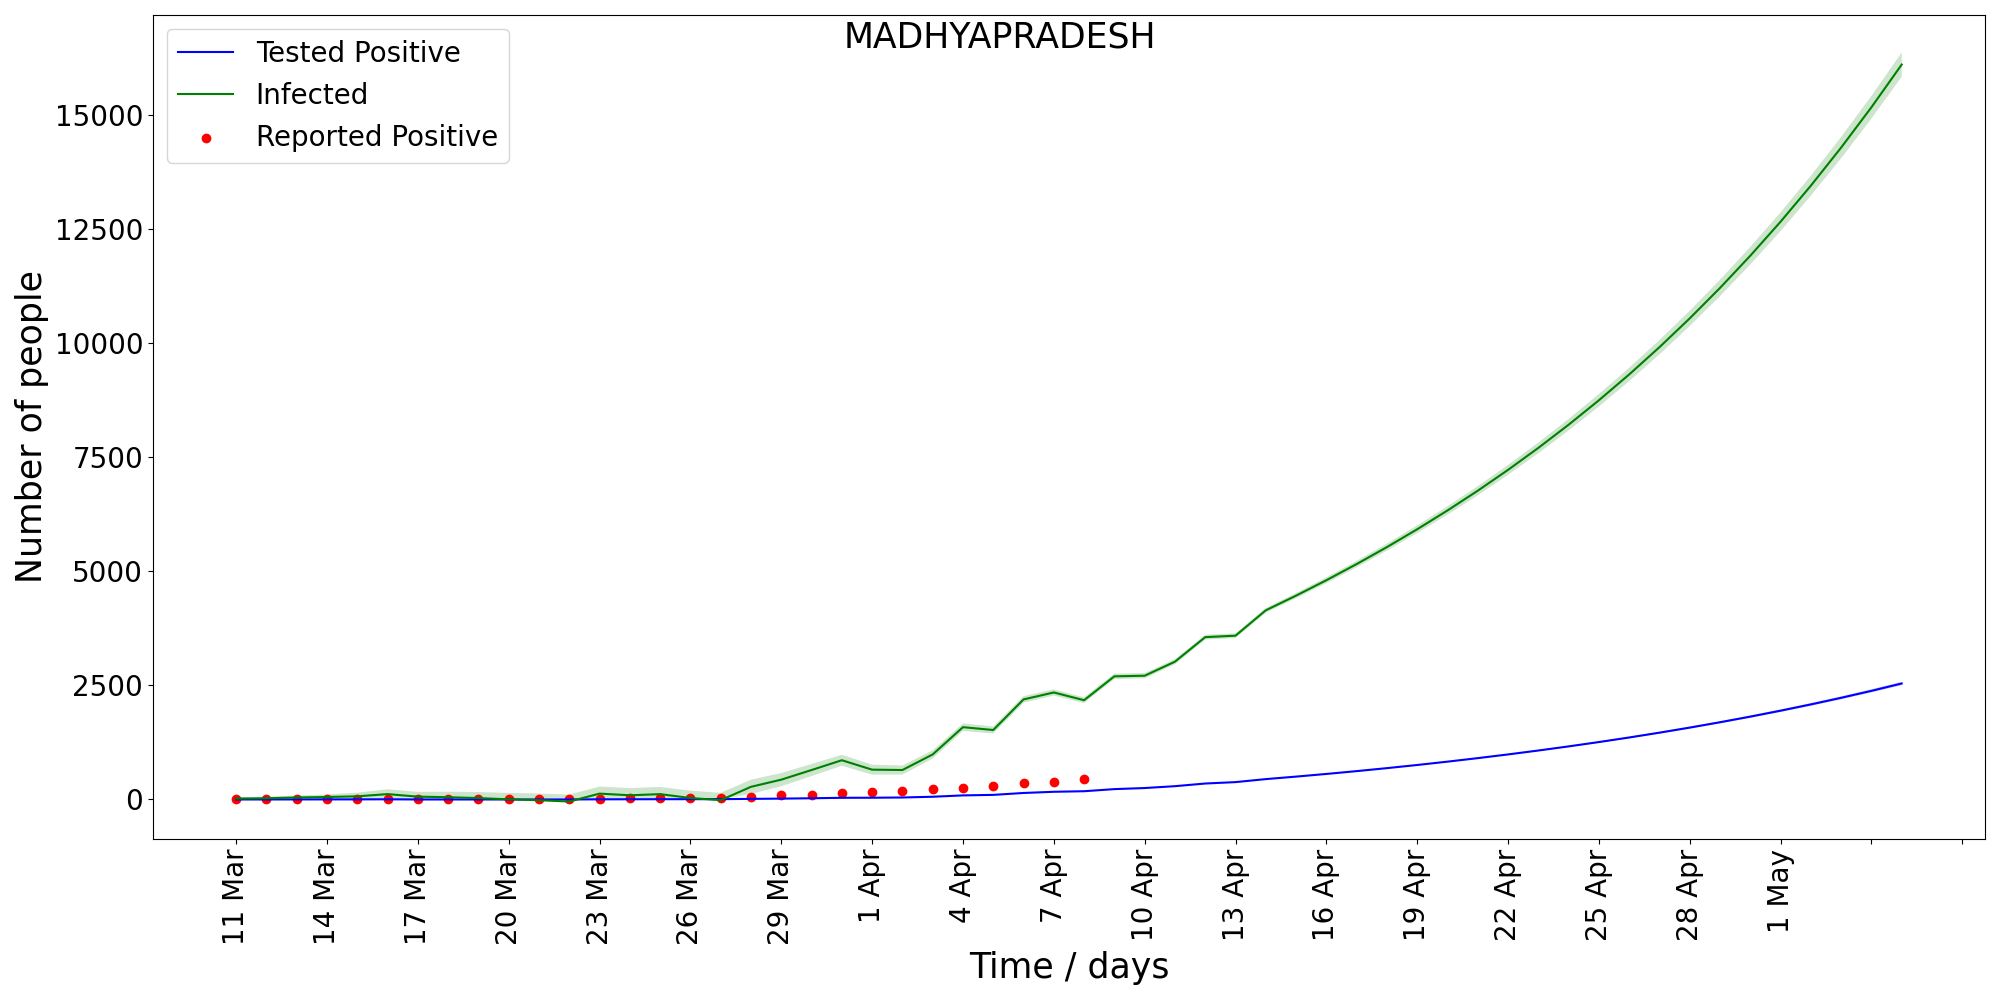 MADHYAPRADESH
Tested Positive
Infected
Reported Positive
Number of people
15000
12500
10000
7500
5000
2500
0
11 Mar
14 Mar
17 Mar
20 Mar
23 Mar
26 Mar
29 Mar
1 Apr
4 Apr
7 Apr
10 Apr
13 Apr
16 Apr
19 Apr
22 Apr
25 Apr
28 Apr
1 May
Time / days